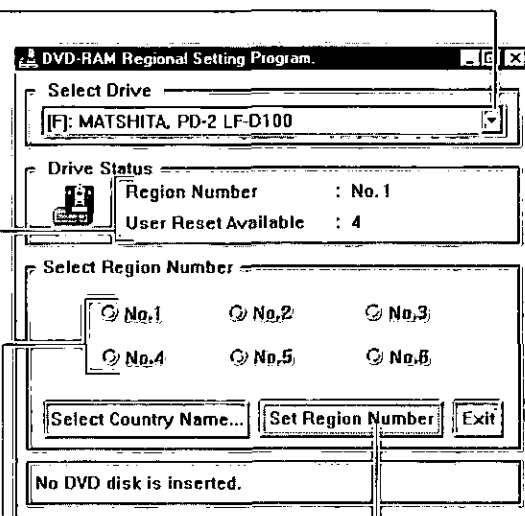 DVD-RAM Regional Setting Program.
Select Drive
[F]: MATSHITA, PD-2 LF-D100
Drive Status
Region Number : No. 1
User Reset Available : 4
Select Region Number
No.1 No.2 No.3
No.4 No.5 No.6
Select Country Name... Set Region Number Exit
No DVD disk is inserted.